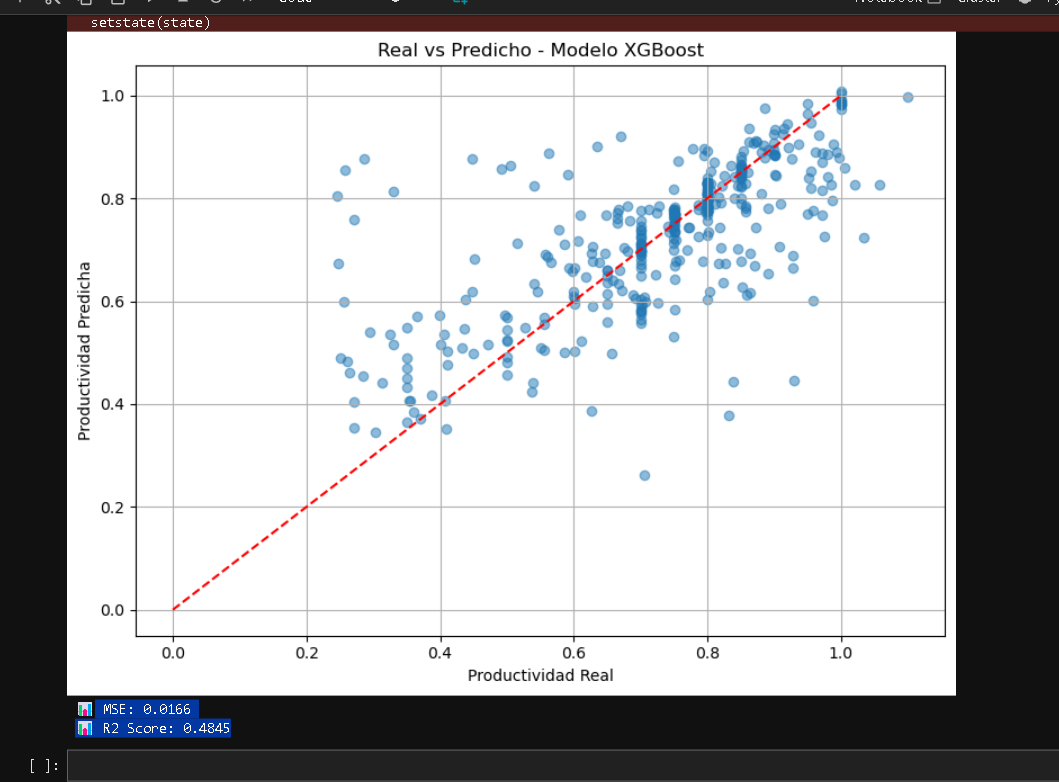 setstate(state)
Real vs Predicho - Modelo XGBoost
1.0
0.8
0.6
0.4
0.2
0.0
Productividad Predicha
0.0 0.2 0.4 0.6 0.8 1.0
Productividad Real
MSE: 0.0166
R2 Score: 0.4845
[ ]: